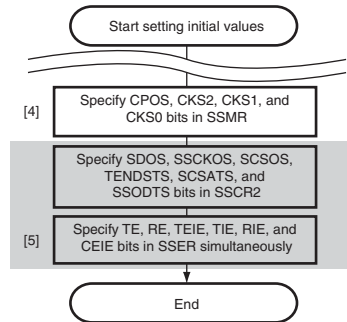 Start setting initial values
[4]
Specify CPOS, CKS2, CKS1, and
CKS0 bits in SSMR
Specify SDOS, SSCKOS, SCSOS,
TENDSTS, SCSATS, and
SSODTS bits in SSCR2
[5]
Specify TE, RE, TEIE, TIE, RIE, and
CEIE bits in SSER simultaneously
End